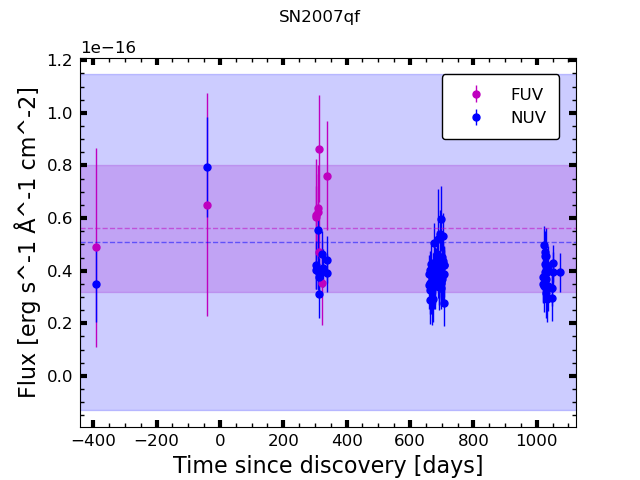 SN2007qf
1e−16
1.2
1.0
0.8
0.6
0.4
0.2
0.0
Flux [erg s^-1 Å^-1 cm^-2]
FUV
NUV
−400 −200 0 200 400 600 800 1000
Time since discovery [days]